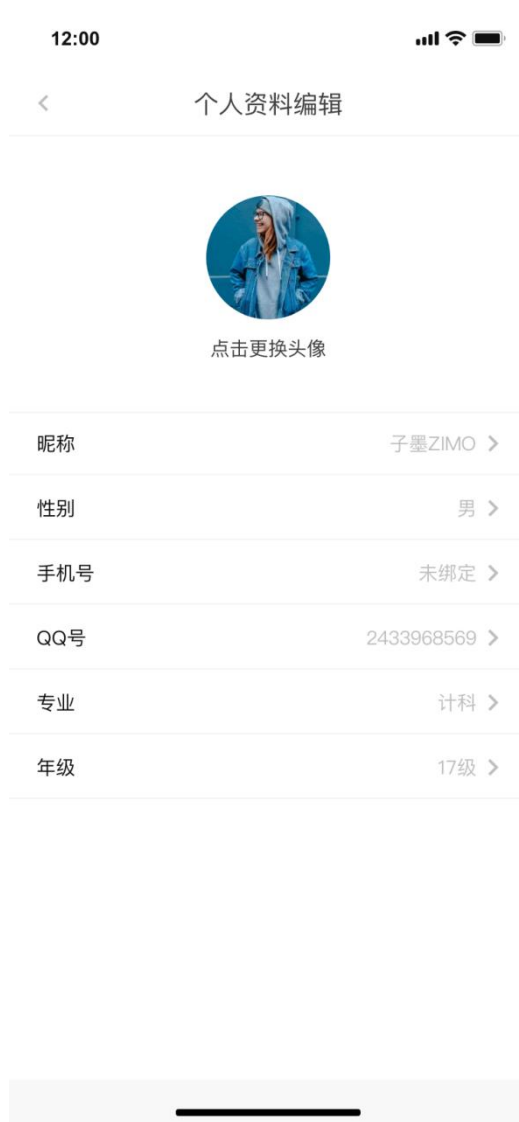 12:00
个人资料编辑
点击更换头像
昵称 子墨ZIMO
性别 男
手机号 未绑定
QQ号 2433968569
专业 计科
年级 17级